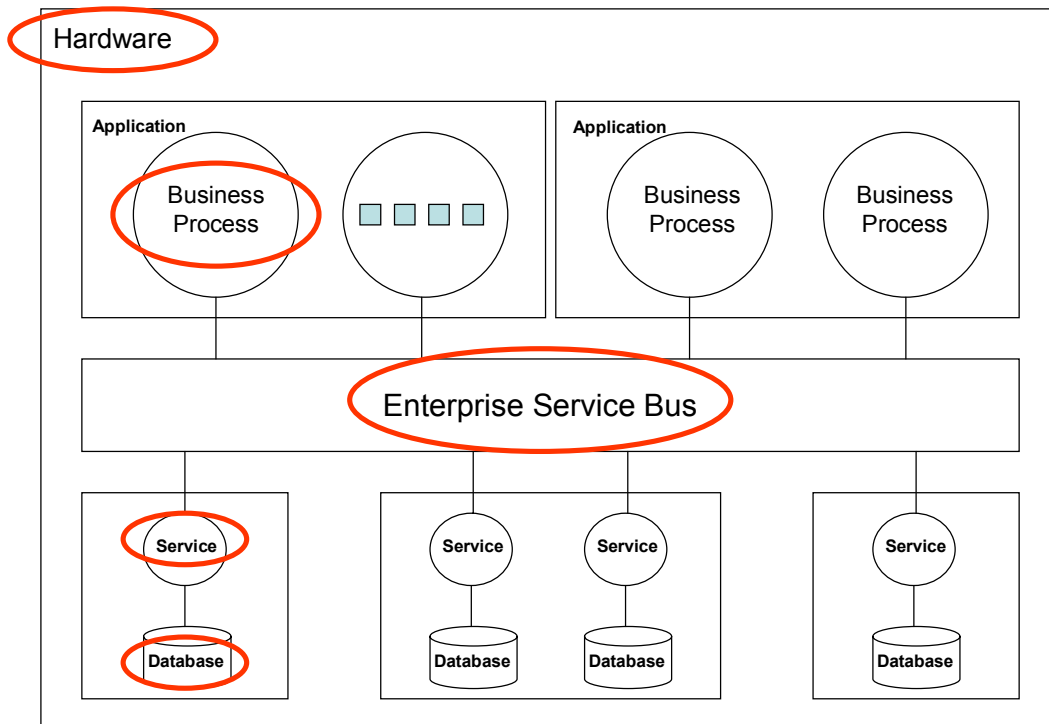 Hardware
Application
Application
Business
Process
Business
Process
Business
Process
Enterprise Service Bus
Service
Service
Service
Service
Database
Database
Database
Database